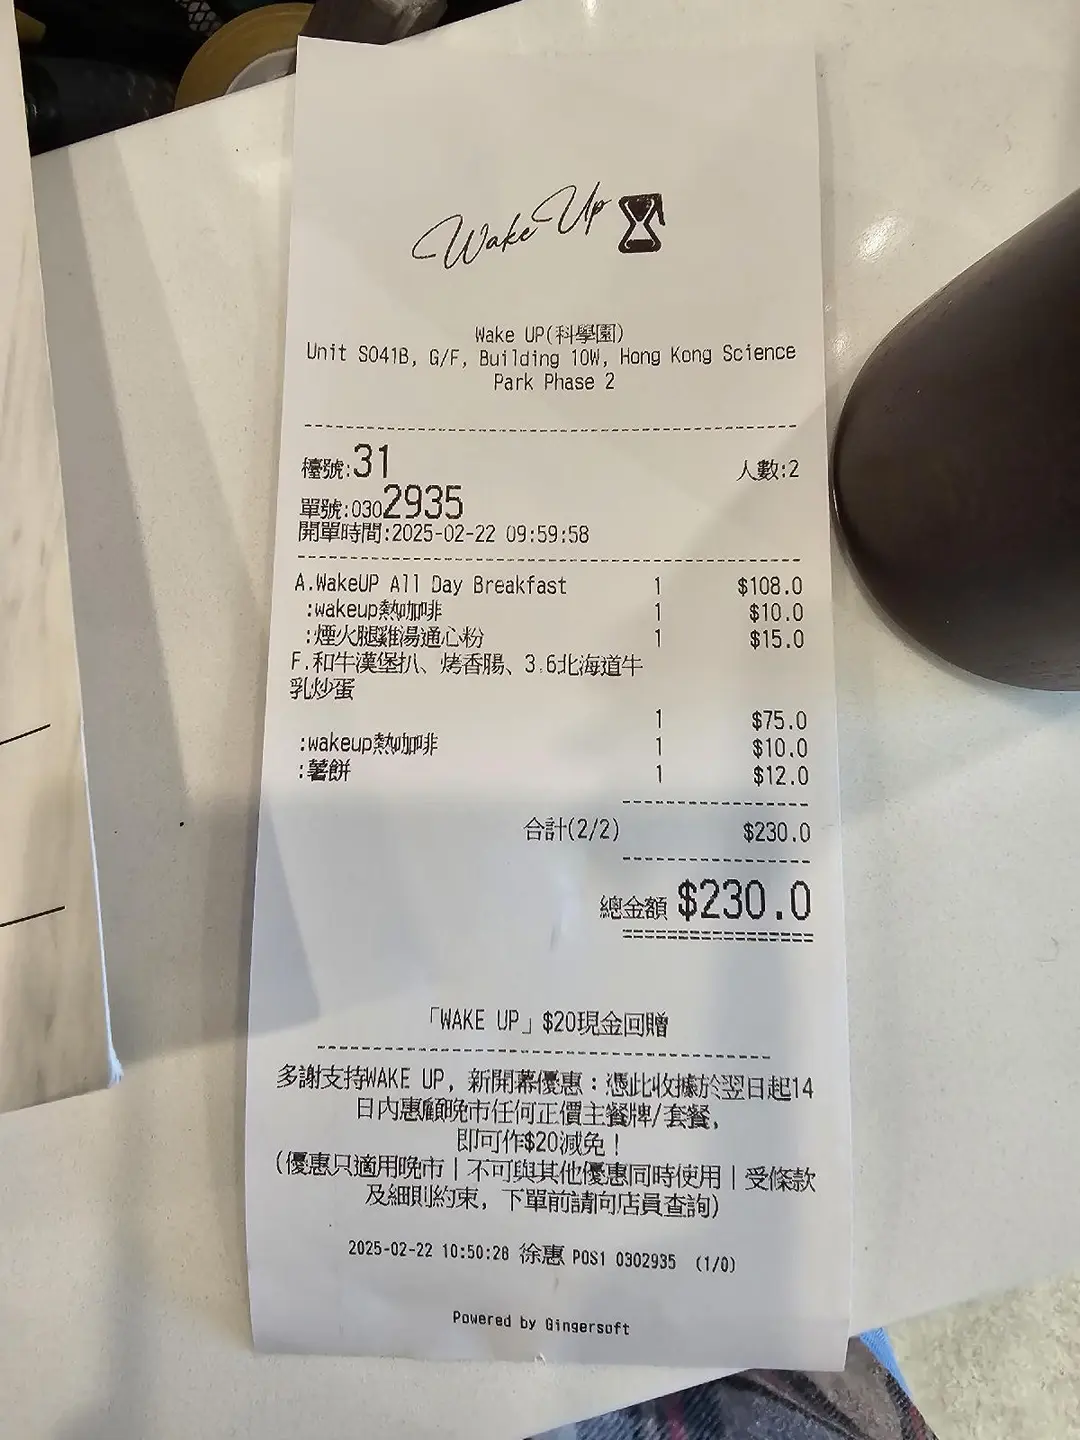 Wake Up
Wake UP(科學園)
Unit S041B, G/F, Building 10W, Hong Kong Science
Park Phase 2
檯號:31 人數:2
單號:0302935
開單時間:2025-02-22 09:59:58
A.WakeUP All Day Breakfast 1 $108.0
:wakeup熱咖啡 1 $10.0
:煙火腿雞湯通心粉 1 $15.0
F.和牛漢堡扒、烤香腸、3.6北海道牛
乳炒蛋
1 $75.0
:wakeup熱咖啡 1 $10.0
:薯餅 1 $12.0
合計(2/2) $230.0
總金額 $230.0
「WAKE UP」$20現金回贈
多謝支持WAKE UP, 新開幕優惠：憑此收據於翌日起14
日內惠顧晚市任何正價主餐牌/套餐,
即可作$20減免！
(優惠只適用晚市｜不可與其他優惠同時使用｜受條款
及細則約束, 下單前請向店員查詢)
2025-02-22 10:50:28 徐惠 POS1 0302935 (1/0)
Powered by Gingersoft